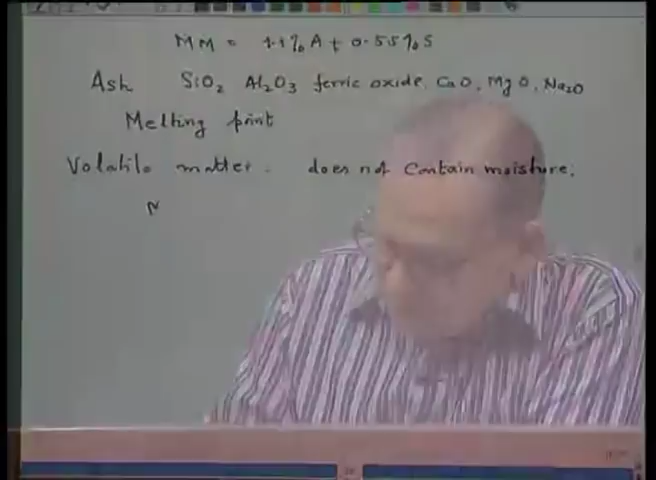 MM = 1.1%A + 0.55%S
Ash SiO₂ Al₂O₃ ferric oxide, CaO, MgO, Na₂O
Melting point
Volatile matter. does not contain moisture,
N